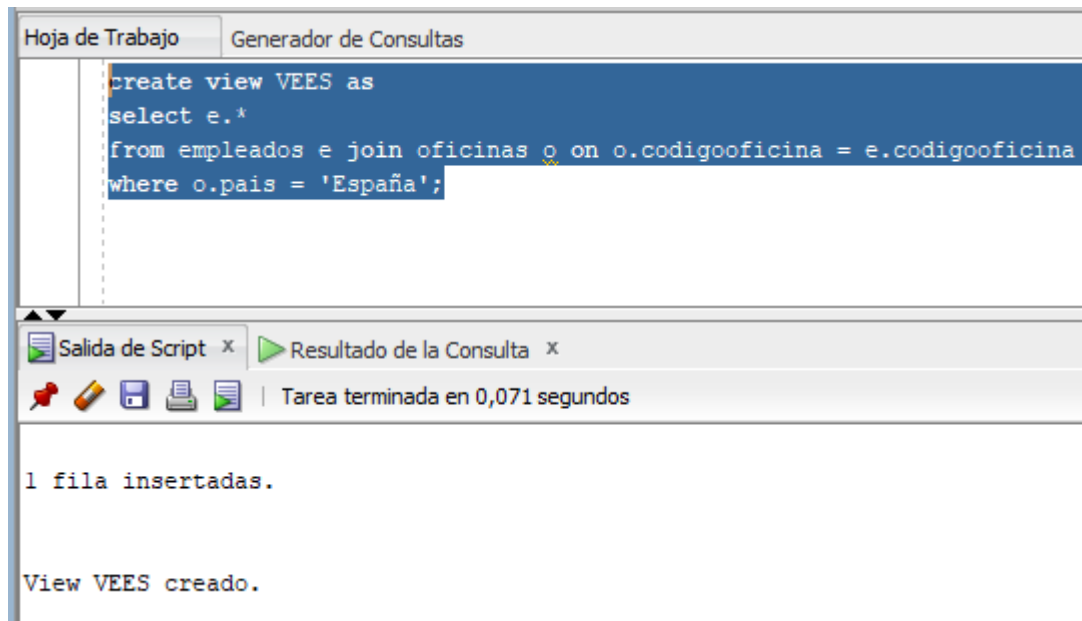 Hoja de Trabajo Generador de Consultas
create view VEES as
select e.*
from empleados e join oficinas o on o.codigooficina = e.codigooficina
where o.pais = 'España';
Salida de Script x Resultado de la Consulta x
Tarea terminada en 0,071 segundos
1 fila insertadas.
View VEES creado.